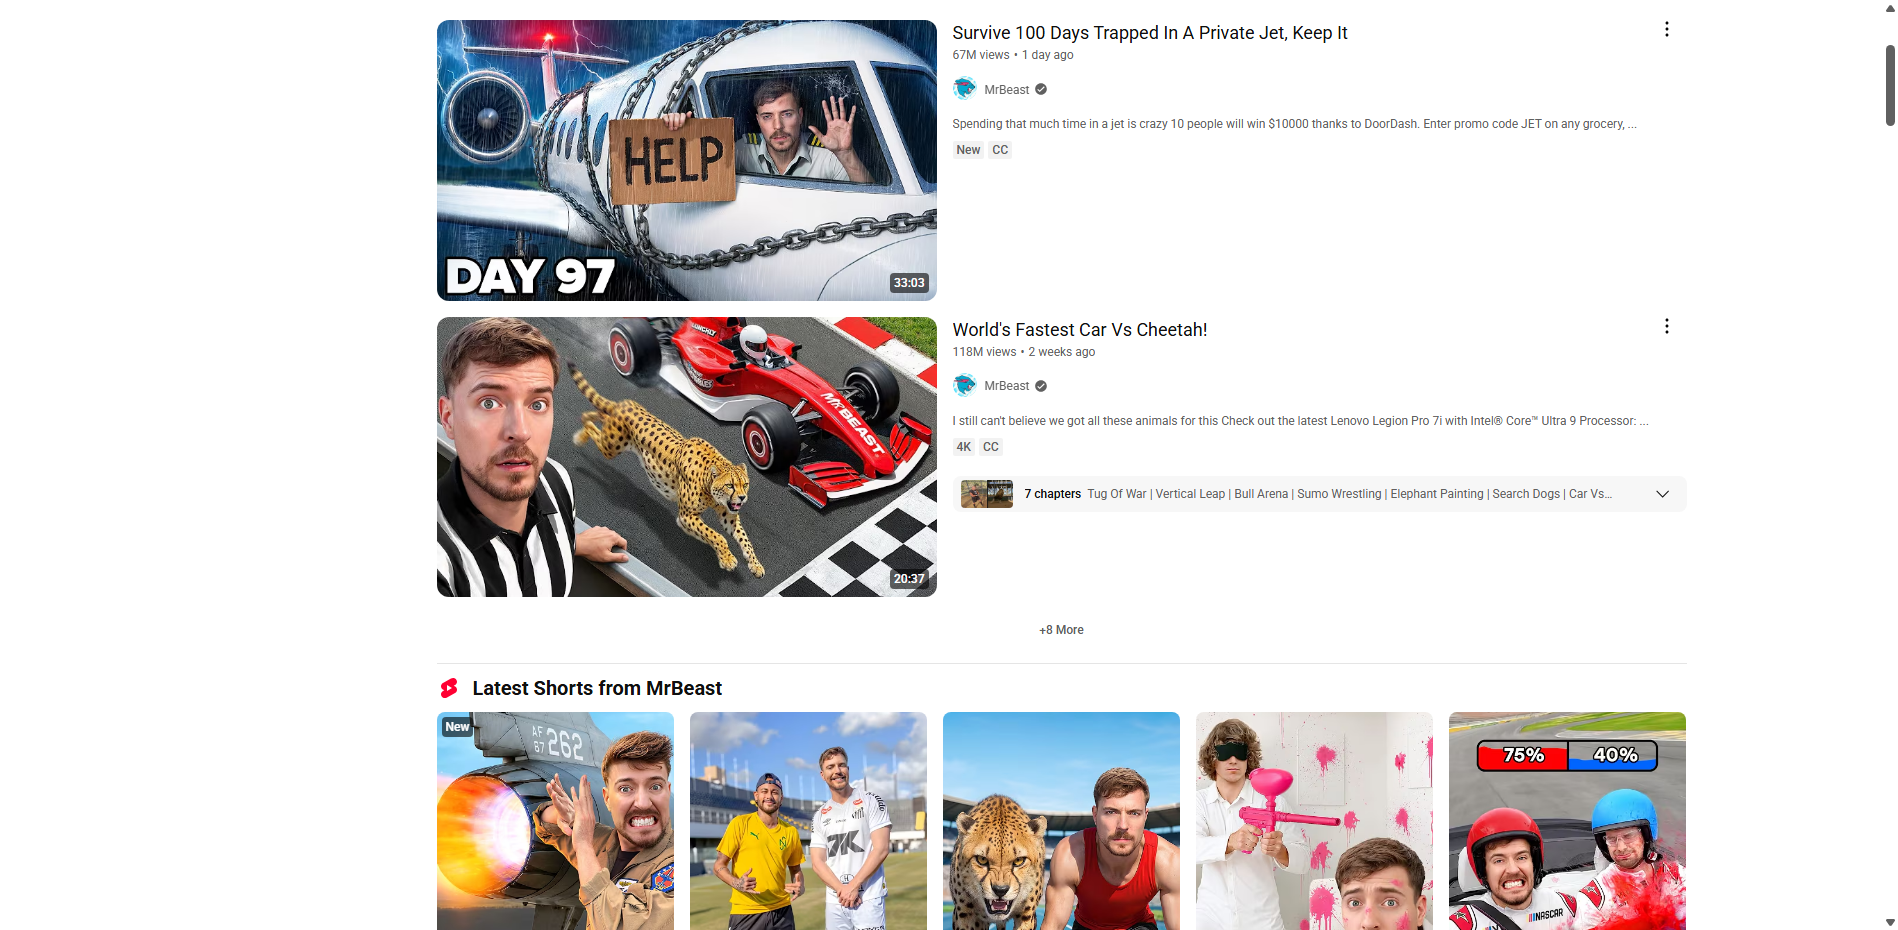 HELP
DAY 97
33:03
Survive 100 Days Trapped In A Private Jet, Keep It
67M views • 1 day ago
MrBeast
Spending that much time in a jet is crazy 10 people will win $10000 thanks to DoorDash. Enter promo code JET on any grocery, ...
New CC
MRBEAST
20:37
World's Fastest Car Vs Cheetah!
118M views • 2 weeks ago
MrBeast
I still can't believe we got all these animals for this Check out the latest Lenovo Legion Pro 7i with Intel® Core™ Ultra 9 Processor: ...
4K CC
7 chapters Tug Of War | Vertical Leap | Bull Arena | Sumo Wrestling | Elephant Painting | Search Dogs | Car Vs...
+8 More
Latest Shorts from MrBeast
New
AF
87 262
75% 40%
NASCAR